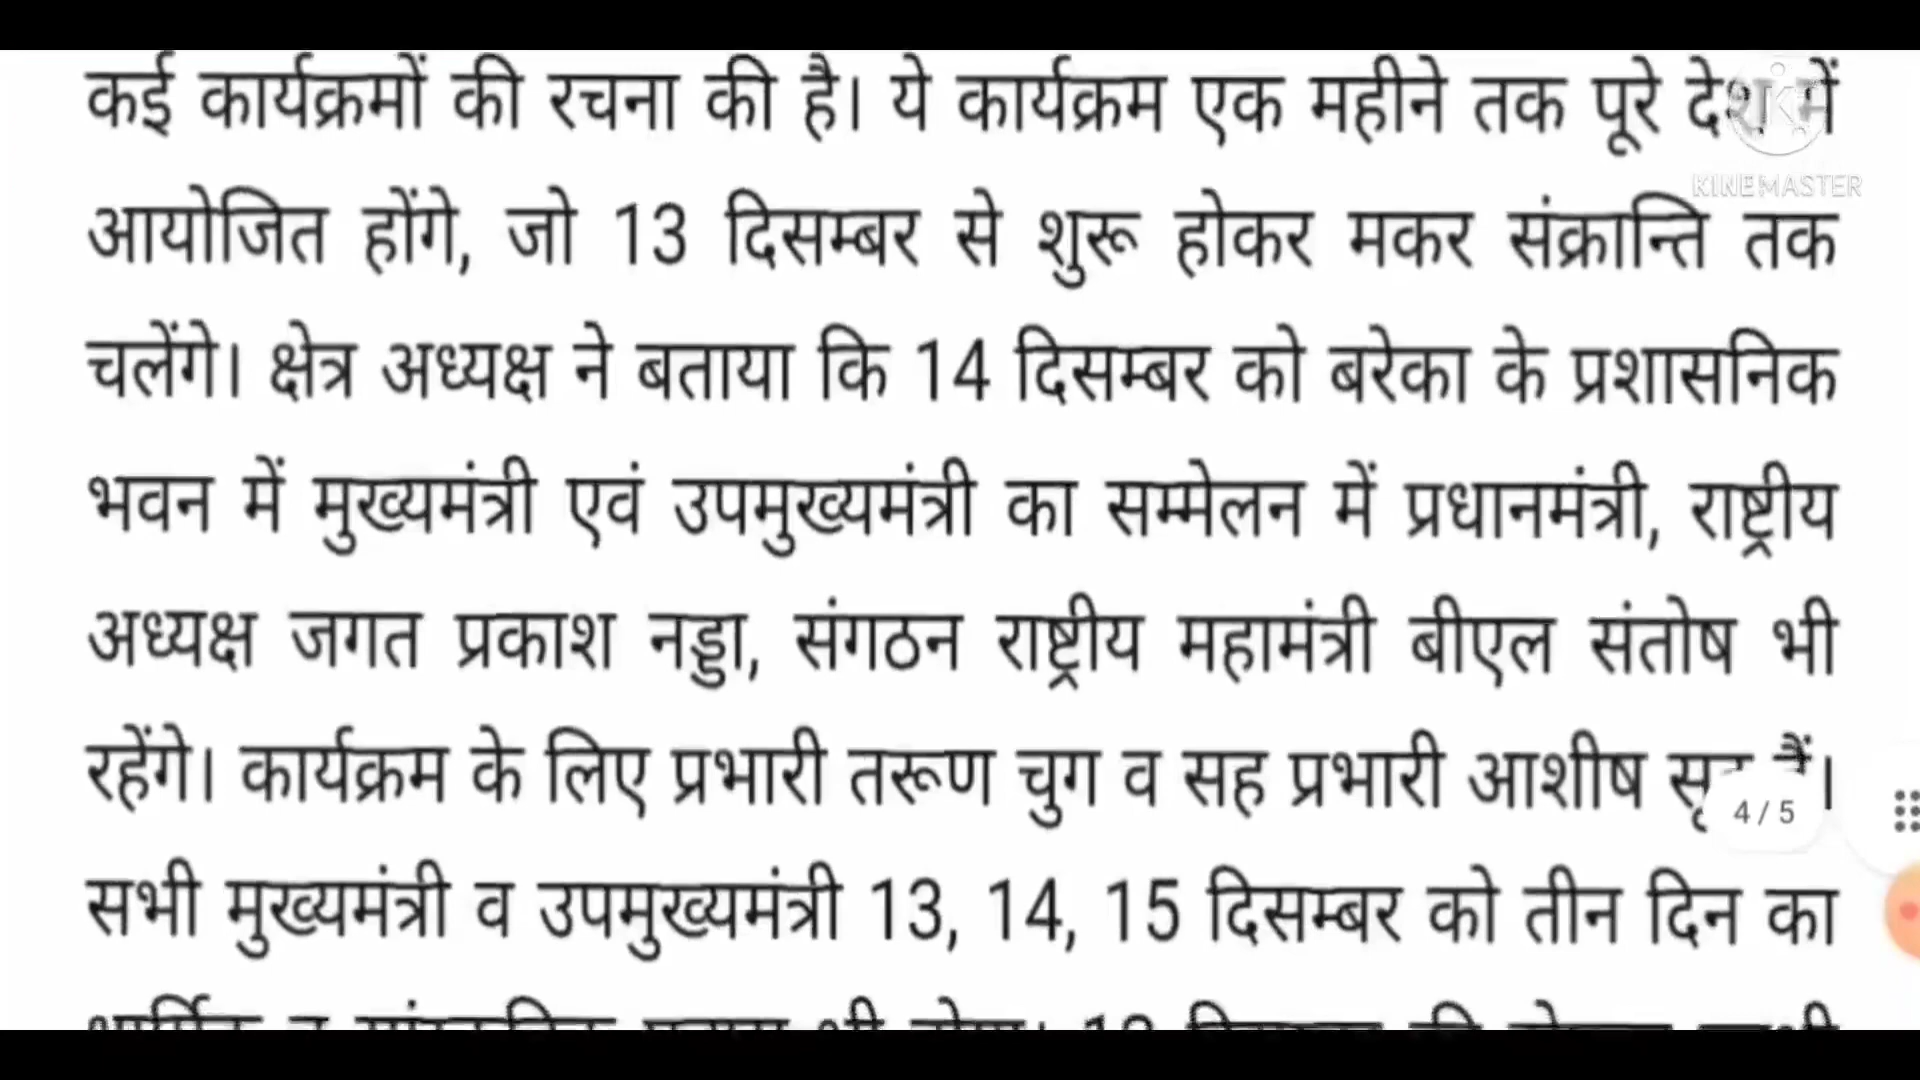 कई कार्यक्रमों की रचना की है। ये कार्यक्रम एक महीने तक पूरे देश में
KINEMASTER
आयोजित होंगे, जो 13 दिसम्बर से शुरू होकर मकर संक्रान्ति तक
चलेंगे। क्षेत्र अध्यक्ष ने बताया कि 14 दिसम्बर को बरेका के प्रशासनिक
भवन में मुख्यमंत्री एवं उपमुख्यमंत्री का सम्मेलन में प्रधानमंत्री, राष्ट्रीय
अध्यक्ष जगत प्रकाश नड्डा, संगठन राष्ट्रीय महामंत्री बीएल संतोष भी
रहेंगे। कार्यक्रम के लिए प्रभारी तरूण चुग व सह प्रभारी आशीष
4 / 5
सभी मुख्यमंत्री व उपमुख्यमंत्री 13, 14, 15 दिसम्बर को तीन दिन का